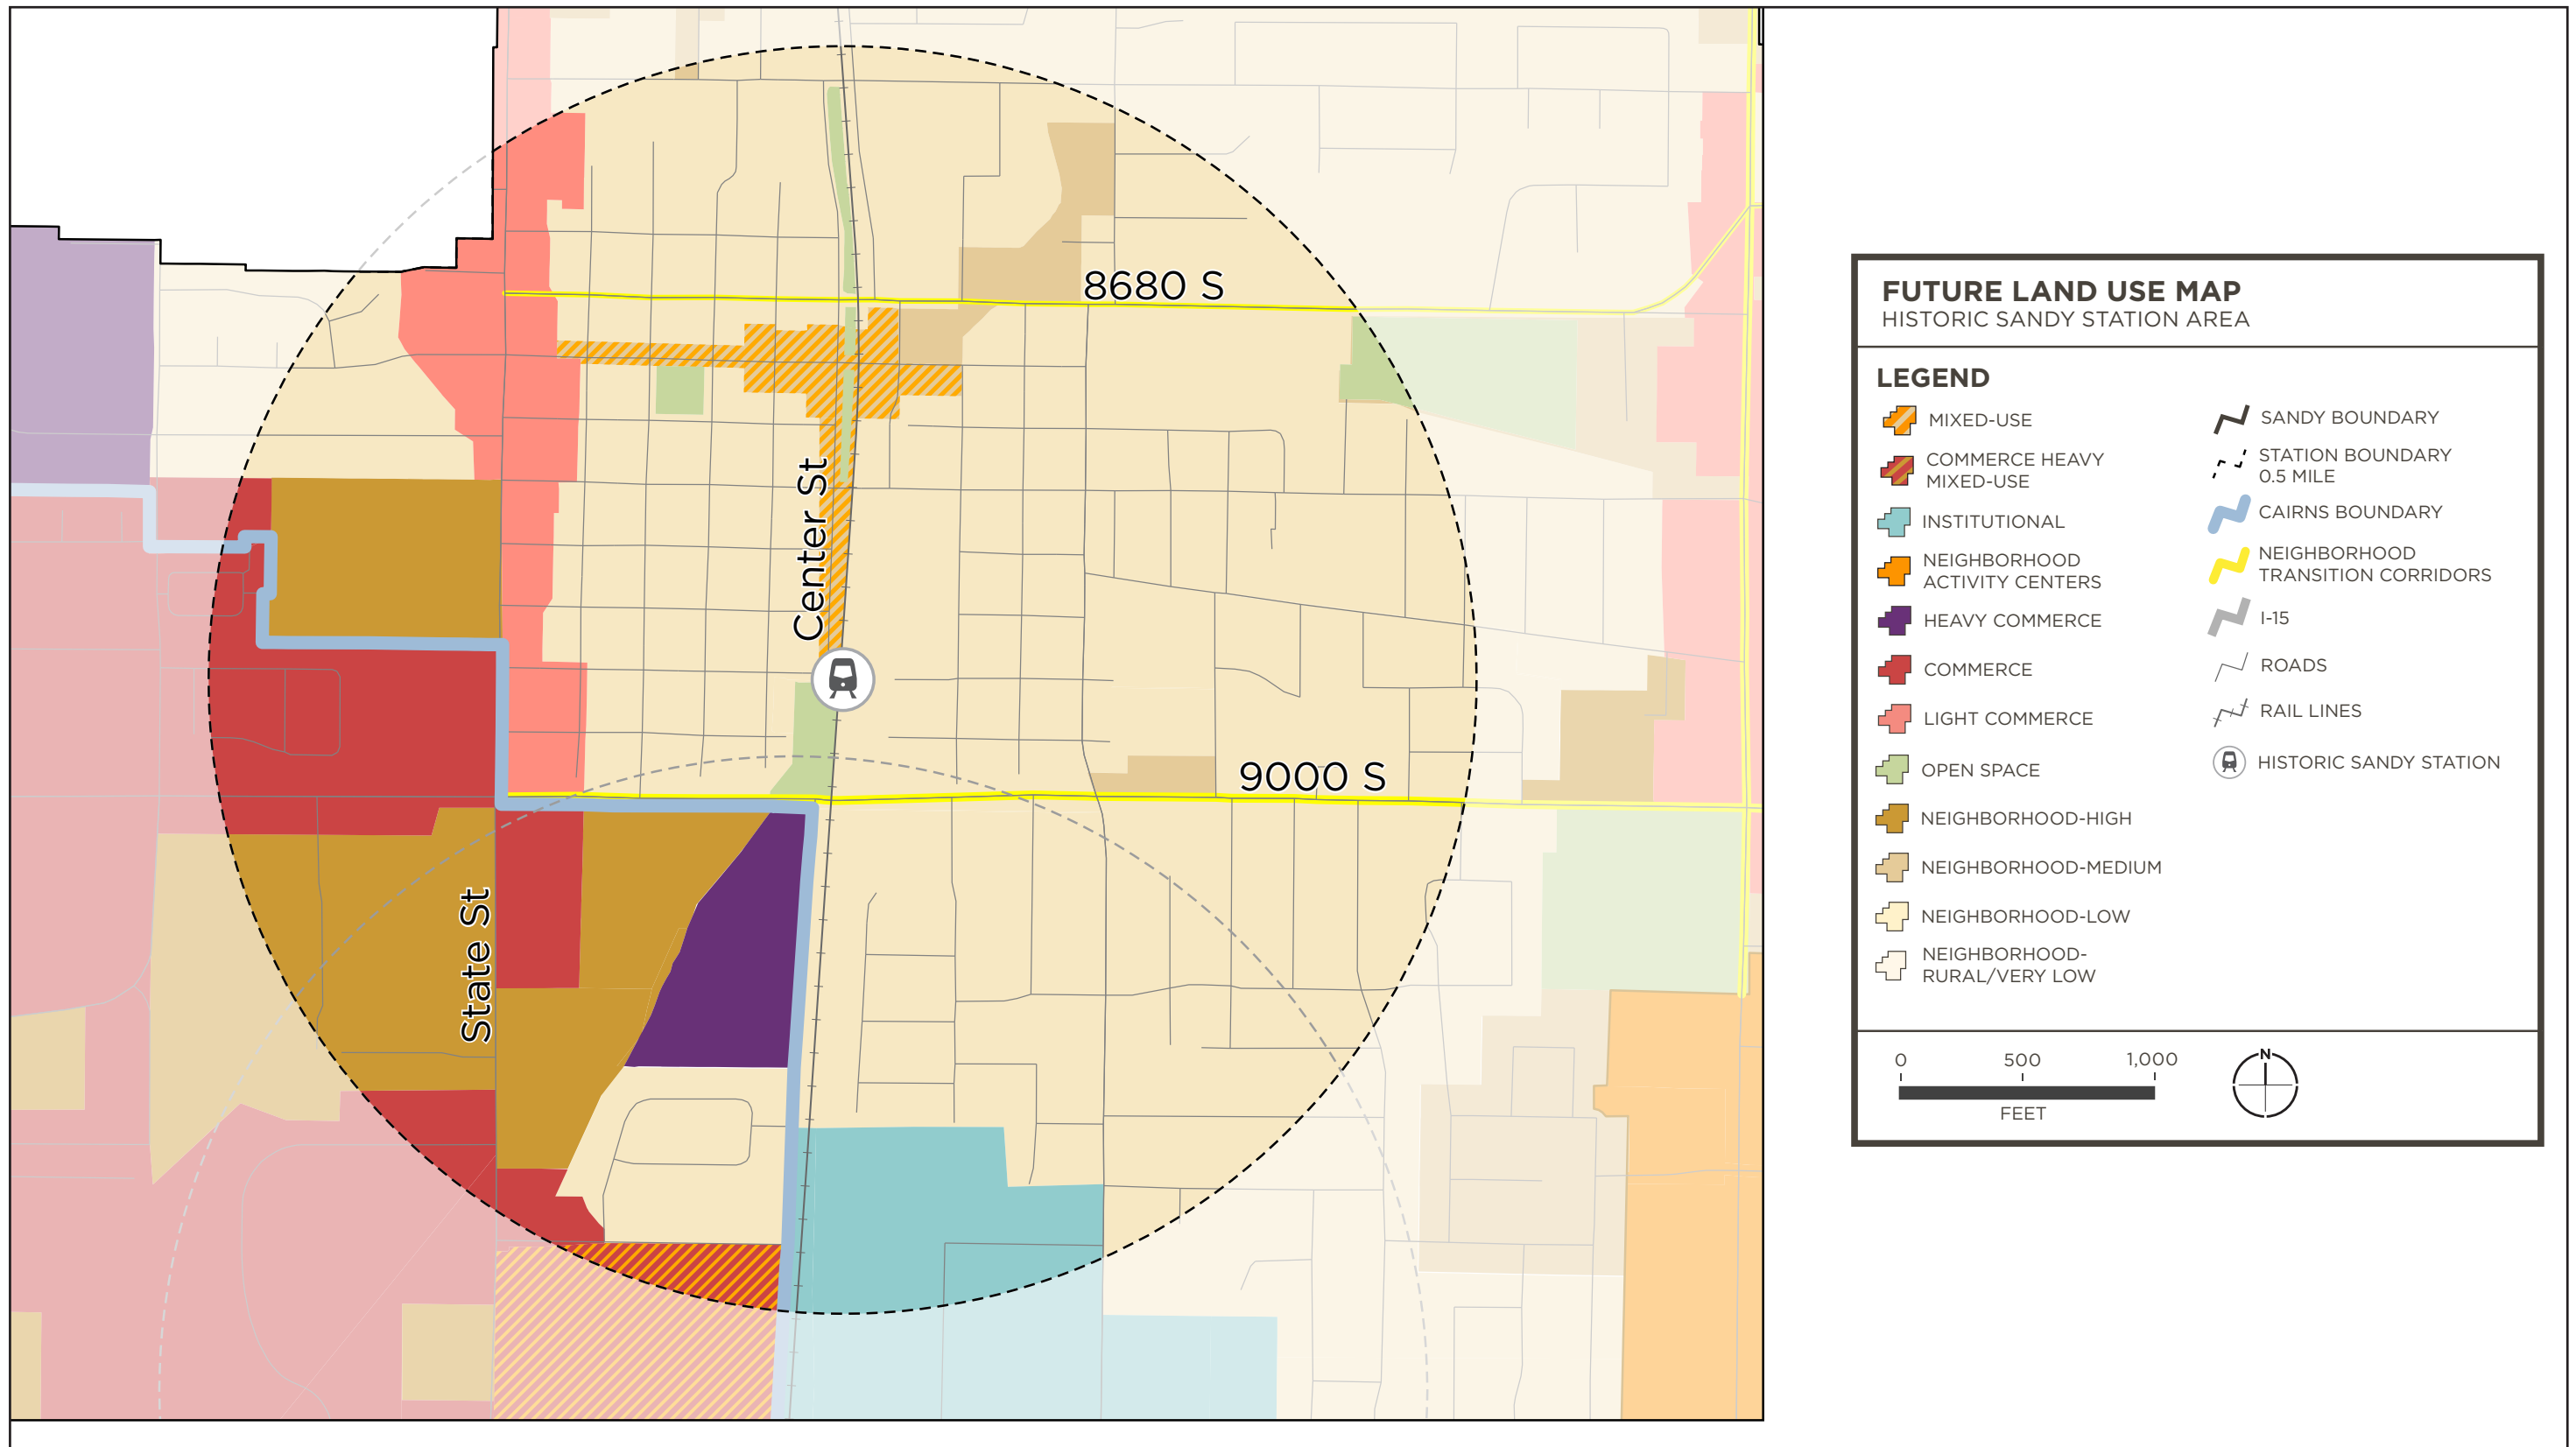 8680 S
Center St
9000 S
State St
FUTURE LAND USE MAP
HISTORIC SANDY STATION AREA
LEGEND
MIXED-USE
COMMERCE HEAVY
MIXED-USE
INSTITUTIONAL
NEIGHBORHOOD
ACTIVITY CENTERS
HEAVY COMMERCE
COMMERCE
LIGHT COMMERCE
OPEN SPACE
NEIGHBORHOOD-HIGH
NEIGHBORHOOD-MEDIUM
NEIGHBORHOOD-LOW
NEIGHBORHOOD-
RURAL/VERY LOW
SANDY BOUNDARY
STATION BOUNDARY
0.5 MILE
CAIRNS BOUNDARY
NEIGHBORHOOD
TRANSITION CORRIDORS
I-15
ROADS
RAIL LINES
HISTORIC SANDY STATION
0 500 1,000
FEET
N